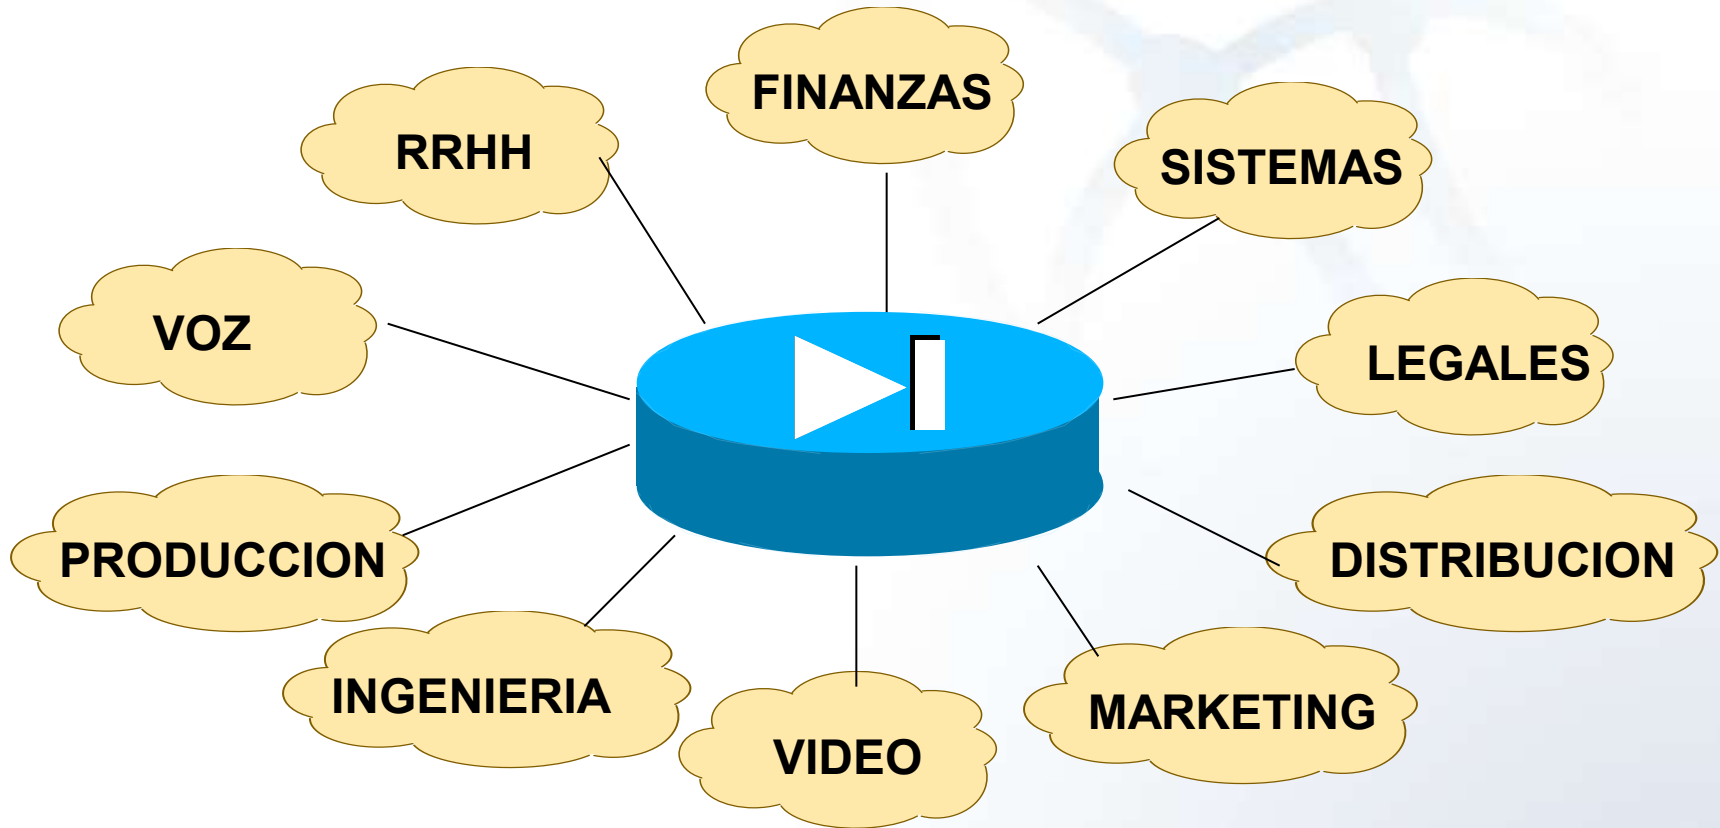 FINANZAS
RRHH
SISTEMAS
VOZ
LEGALES
PRODUCCION
DISTRIBUCION
INGENIERIA
MARKETING
VIDEO